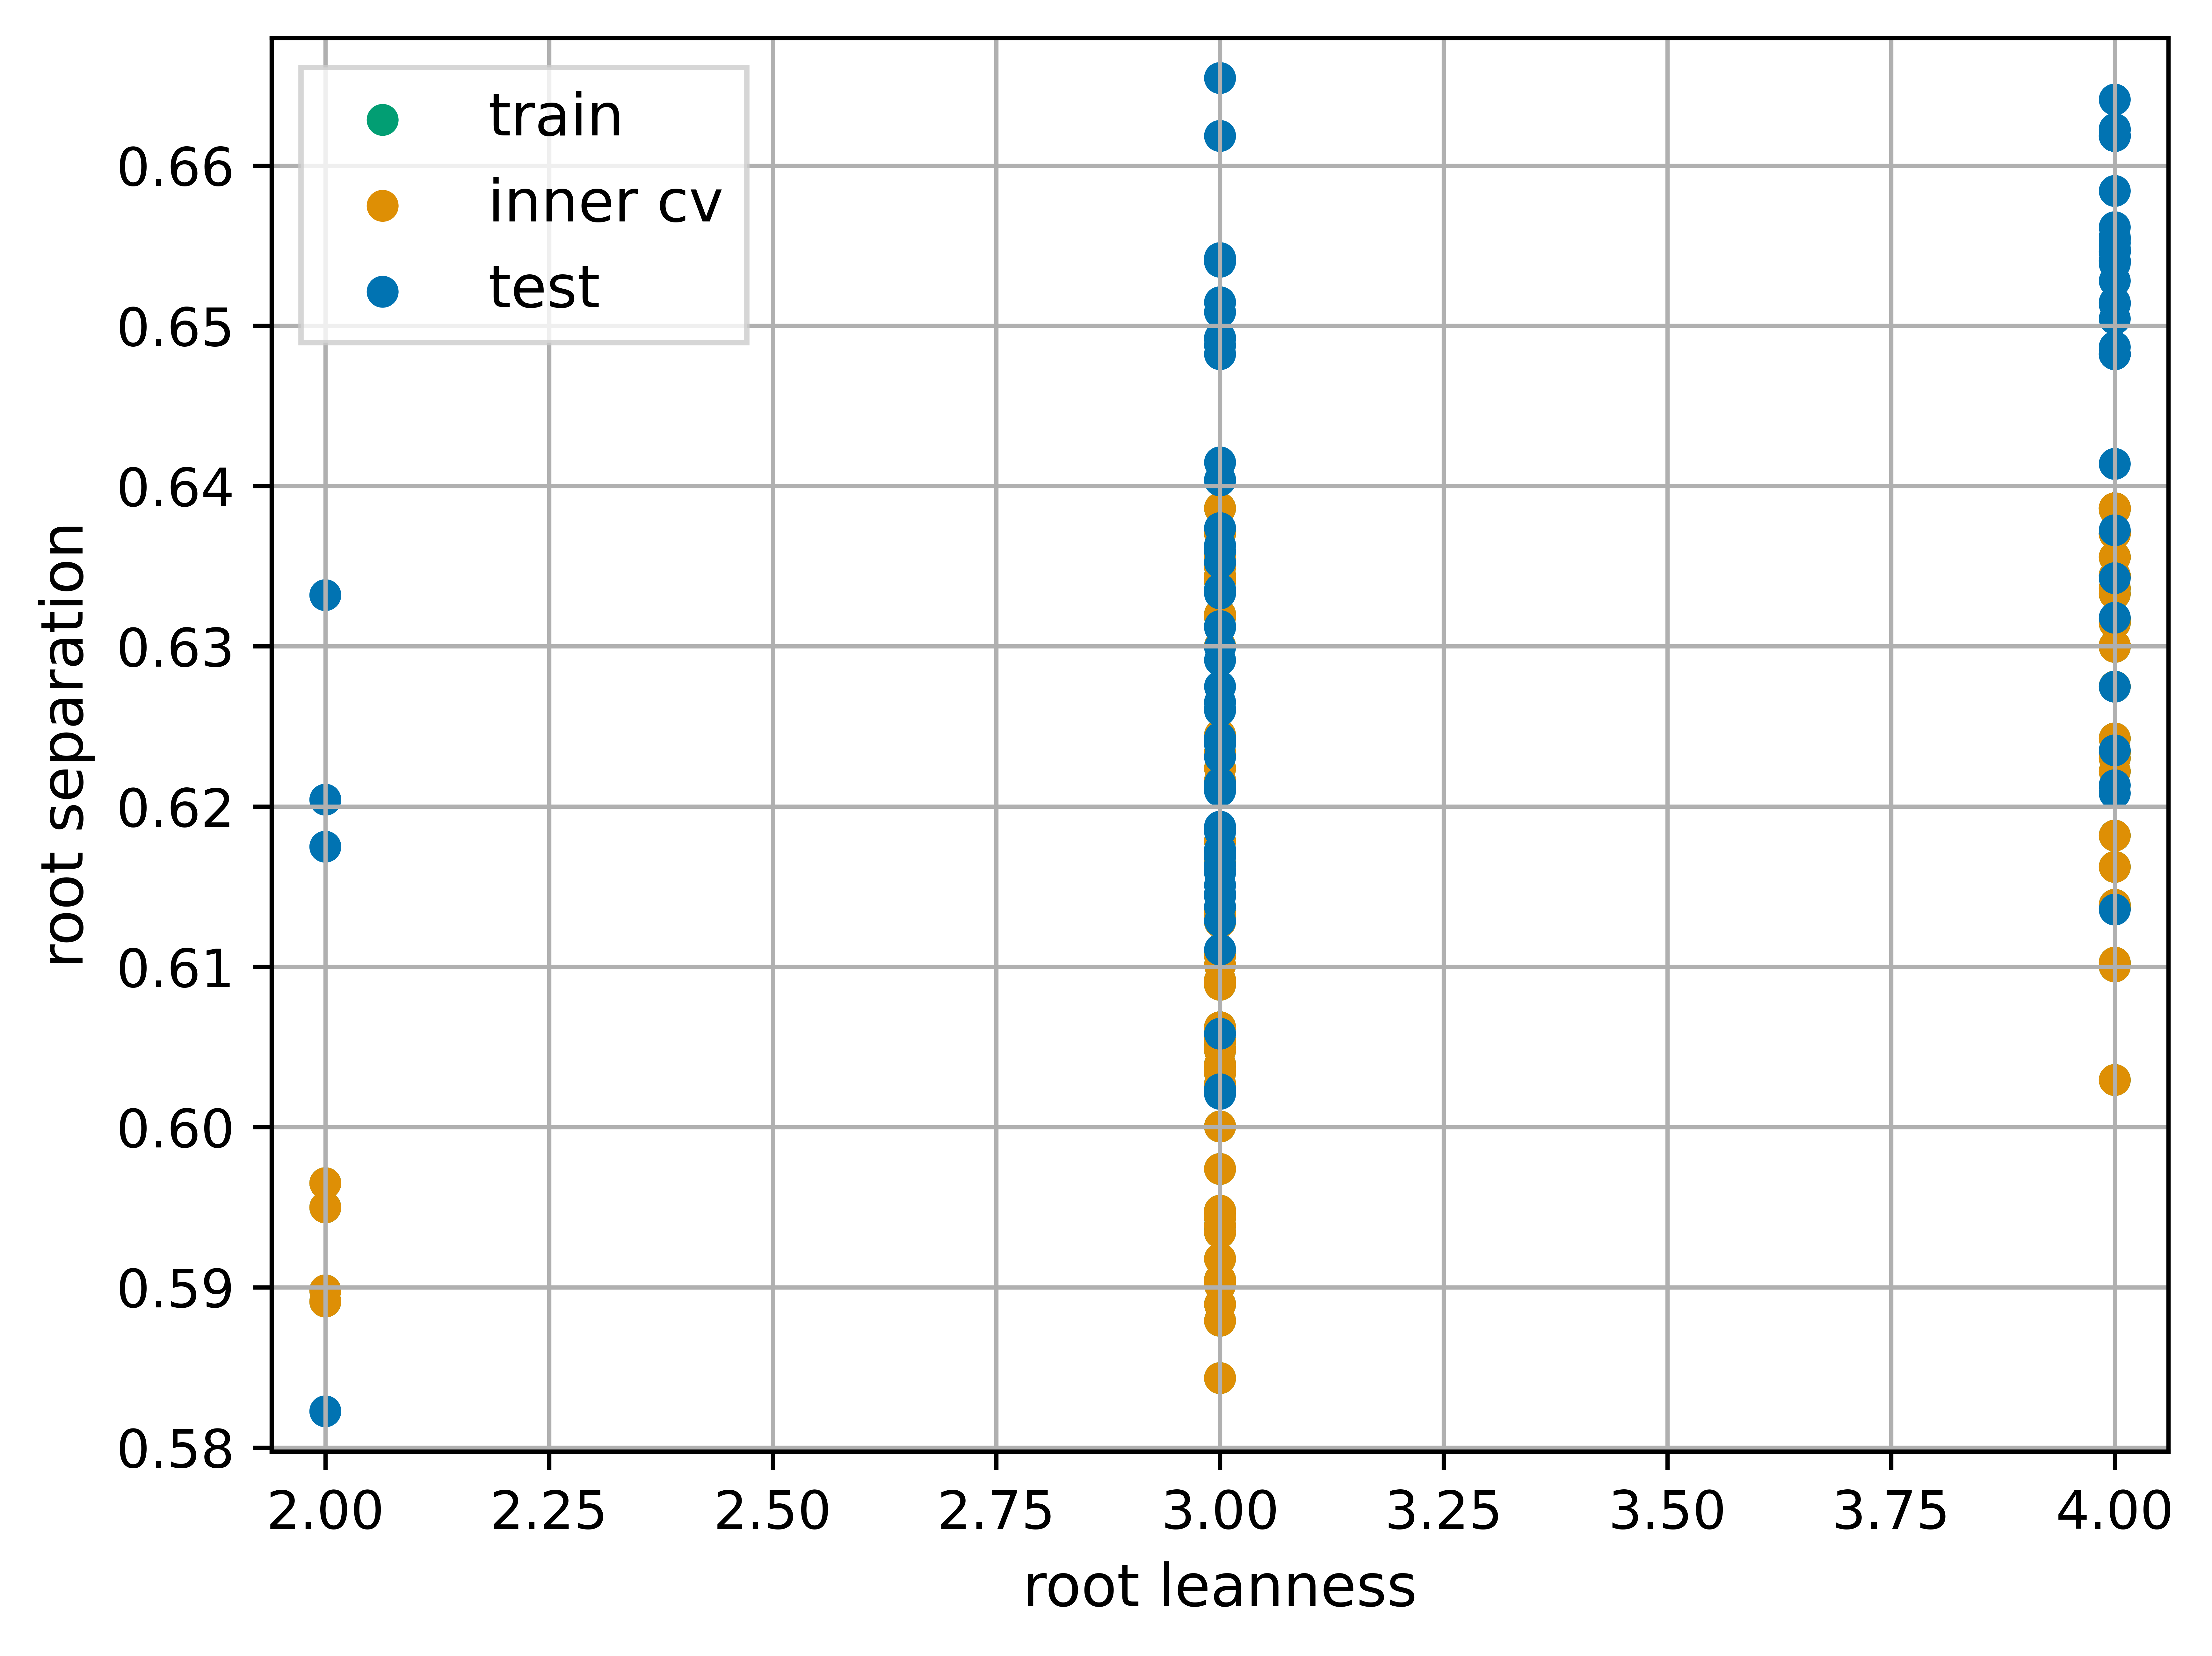 train
inner cv
test
0.66
0.65
0.64
0.63
0.62
0.61
0.60
0.59
0.58
root separation
2.00 2.25 2.50 2.75 3.00 3.25 3.50 3.75 4.00
root leanness